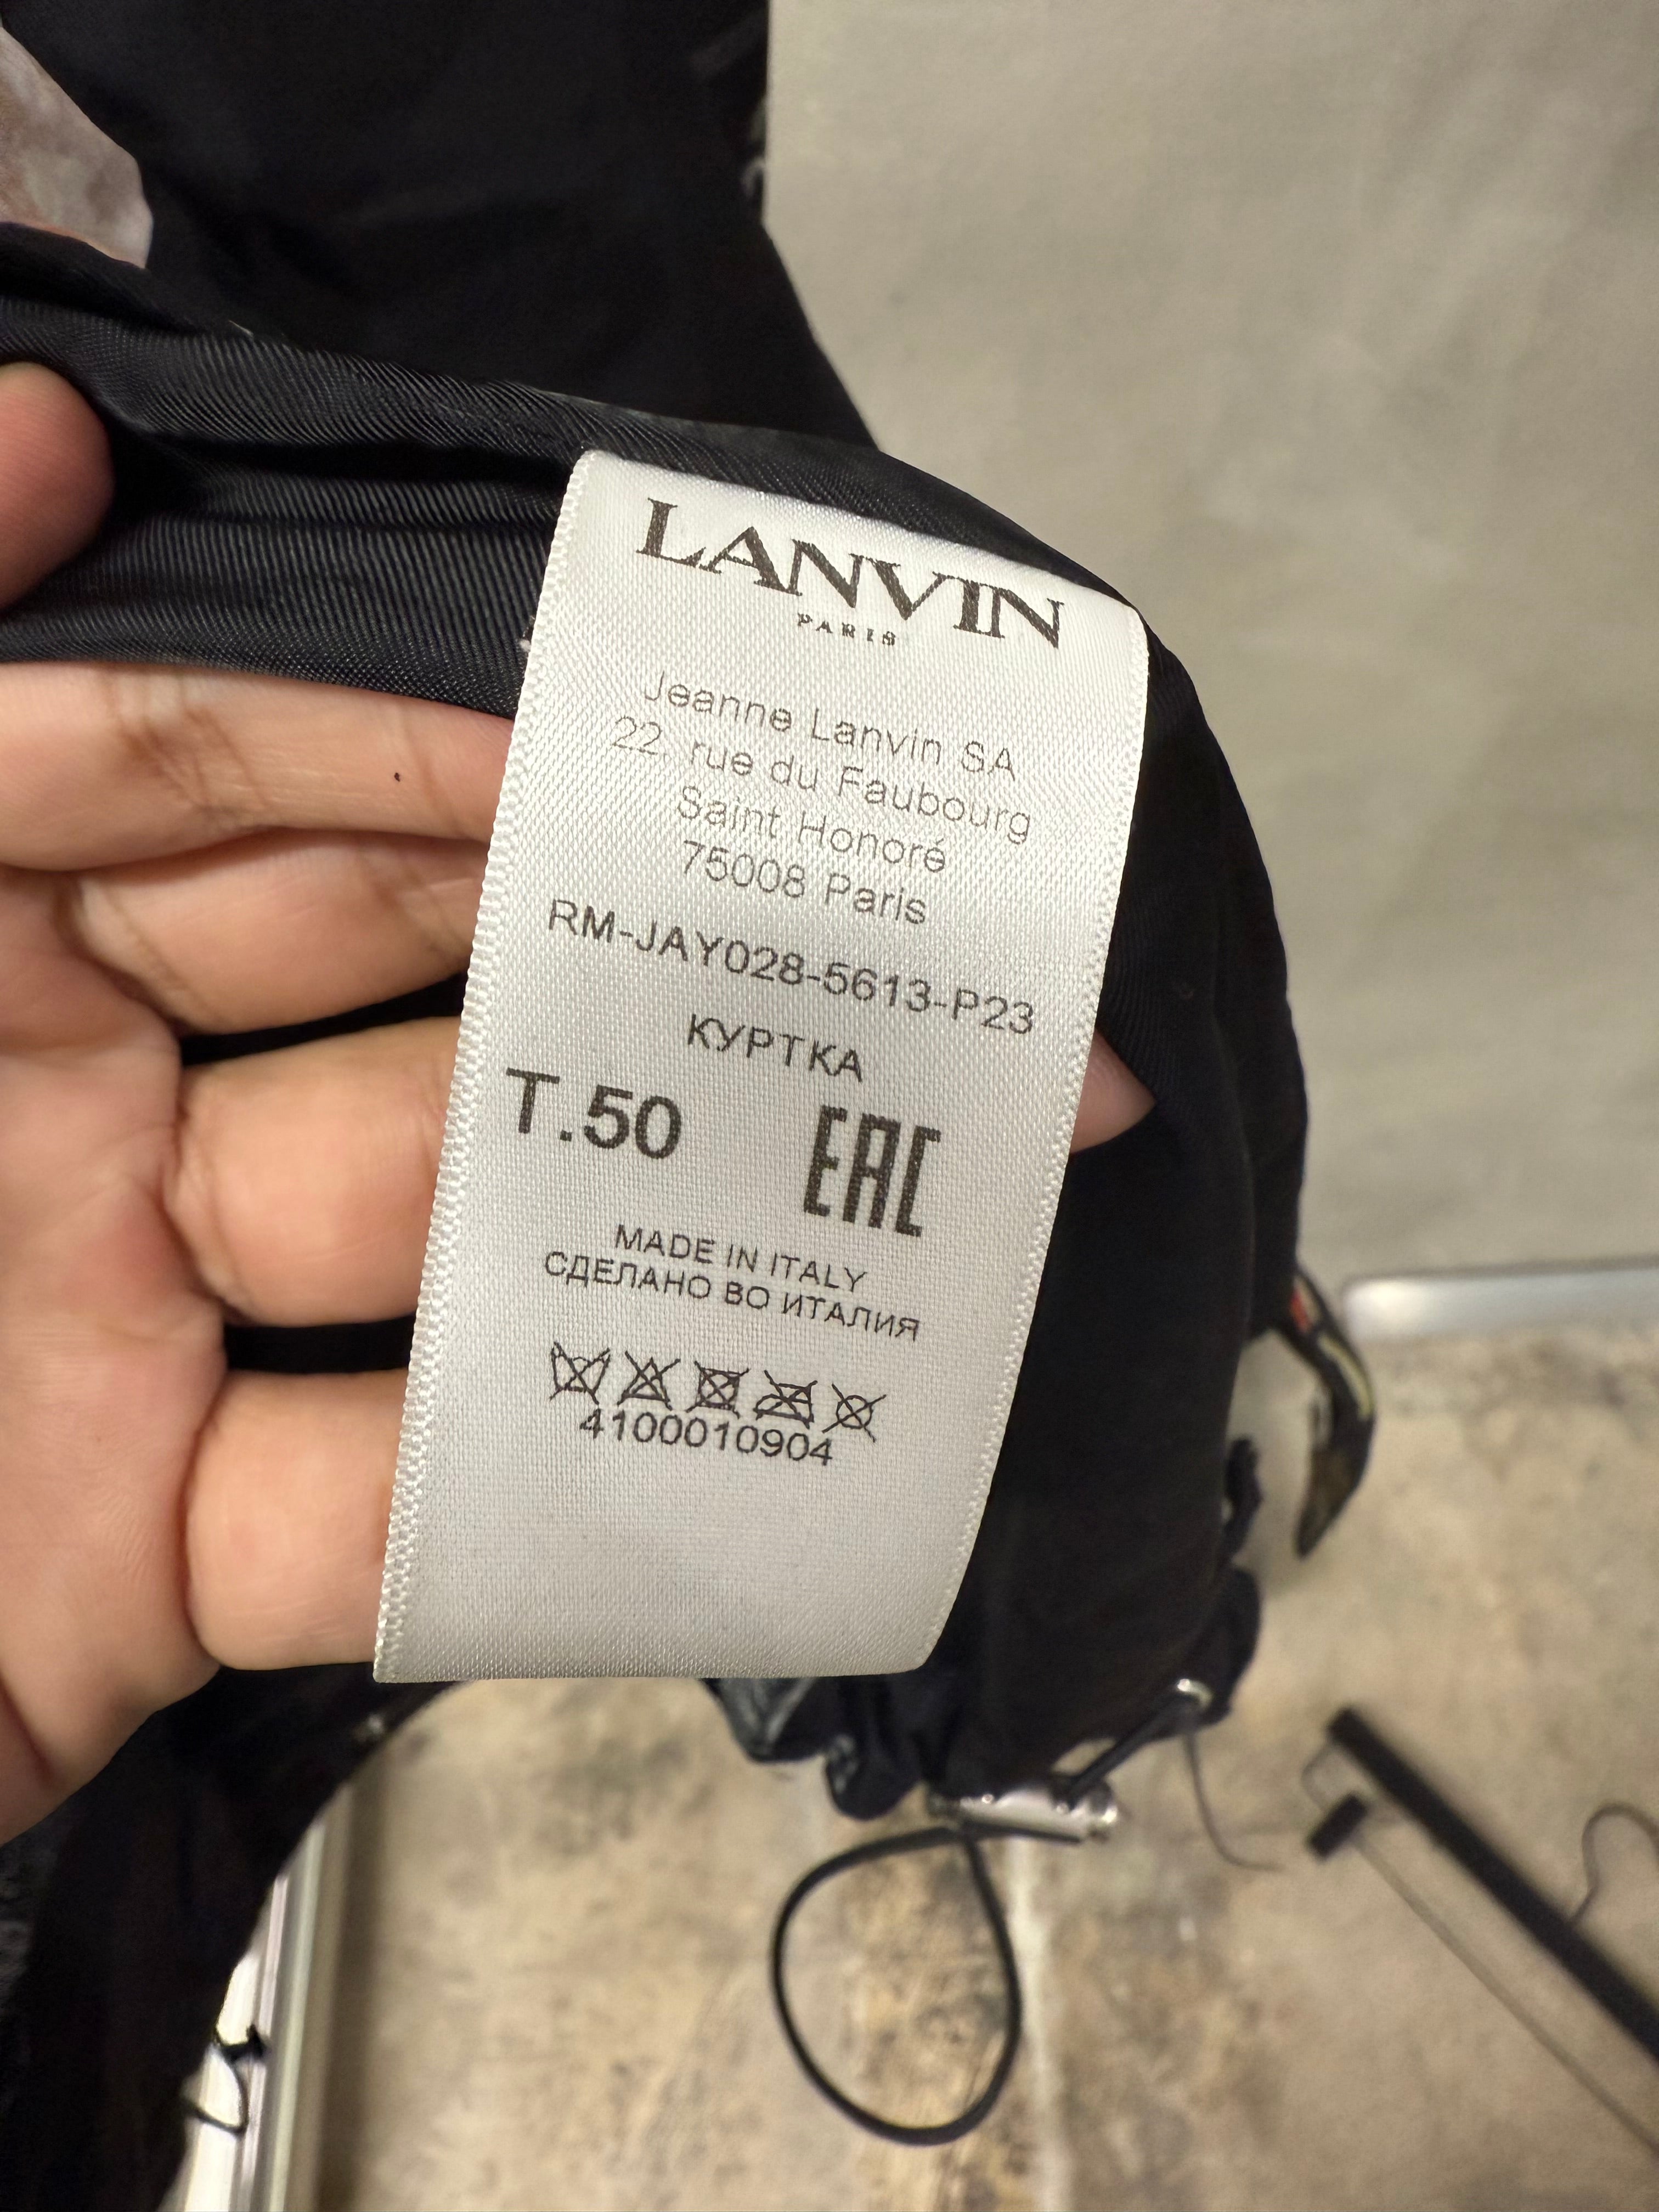 LANVIN
PARIS
Jeanne Lanvin SA
22, rue du Faubourg
Saint Honoré
75008 Paris
RM-JAY028-5613-P23
КУРТКА
T.50 EAC
MADE IN ITALY
СДЕЛАНО ВО ИТАЛИЯ
4100010904